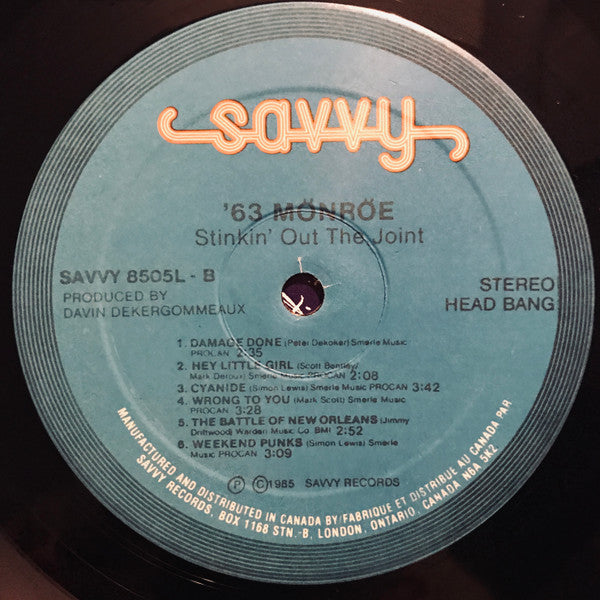 savvy
'63 MÖNRÖE
Stinkin' Out The Joint
SAVVY 8505L - B
PRODUCED BY
DAVIN DEKERGOMMEAUX
STEREO
HEAD BANG
1. DAMAGE DONE (Peter Dekoker) Smerle Music
PROCAN 2:35
2. HEY LITTLE GIRL (Scott Bentley/
Mark Deroux) Smerle Music PROCAN 2:08
3. CYANIDE (Simon Lewis) Smerle Music PROCAN 3:42
4. WRONG TO YOU (Mark Scott) Smerle Music
PROCAN 3:28
5. THE BATTLE OF NEW ORLEANS (Jimmy
Driftwood) Warden Music Co. BMI 2:52
6. WEEKEND PUNKS (Simon Lewis) Smerle
Music PROCAN 3:09
Ⓟ ©1985 SAVVY RECORDS
MANUFACTURED AND DISTRIBUTED IN CANADA BY/FABRIQUE ET DISTRIBUE AU CANADA PAR
SAVVY RECORDS, BOX 1168 STN.-B, LONDON, ONTARIO, CANADA N6A 5K2